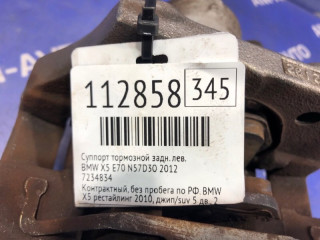 112858 345
Суппорт тормозной задн.лев.
BMW X5 E70 N57D30 2012
7234834
Контрактный, без пробега по РФ. BMW
X5 рестайлинг 2010, джип/suv 5 дв., 2